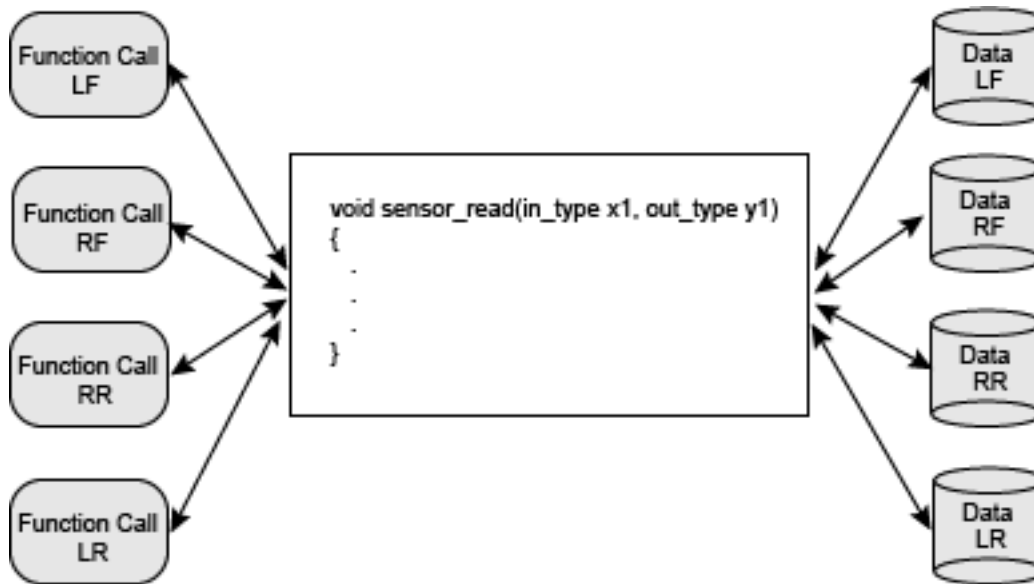 Function Call
LF
Function Call
RF
Function Call
RR
Function Call
LR
void sensor_read(in_type x1, out_type y1)
{
.
.
.
}
Data
LF
Data
RF
Data
RR
Data
LR